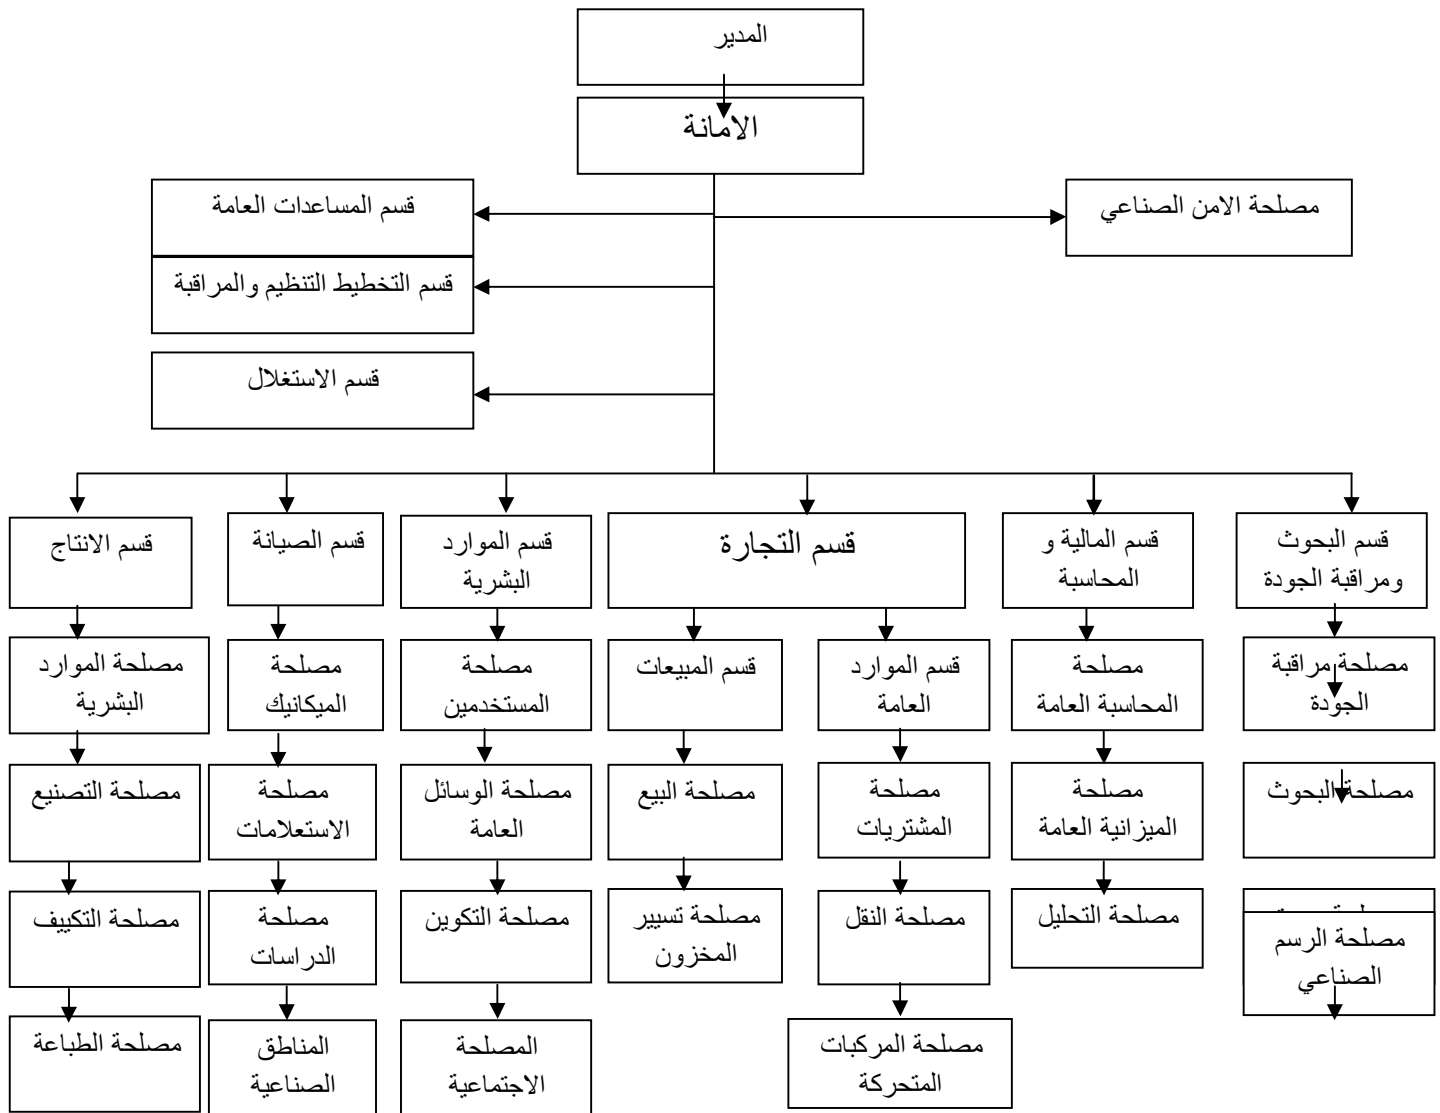 المدير
الامانة
مصلحة الامن الصناعي
قسم المساعدات العامة
قسم التخطيط التنظيم والمراقبة
قسم الاستغلال
قسم البحوث
ومراقبة الجودة
قسم المالية و
المحاسبة
قسم التجارة
قسم الموارد
البشرية
قسم الصيانة
قسم الانتاج
مصلحة مراقبة
الجودة
مصلحة
المحاسبة العامة
قسم الموارد
العامة
قسم المبيعات
مصلحة
المستخدمين
مصلحة
الميكانيك
مصلحة الموارد
البشرية
مصلحة البحوث
مصلحة
الميزانية العامة
مصلحة
المشتريات
مصلحة البيع
مصلحة الوسائل
العامة
مصلحة
الاستعلامات
مصلحة التصنيع
مصلحة الرسم
الصناعي
مصلحة التحليل
مصلحة النقل
مصلحة تسيير
المخزون
مصلحة التكوين
مصلحة
الدراسات
مصلحة التكييف
مصلحة المركبات
المتحركة
المصلحة
الاجتماعية
المناطق
الصناعية
مصلحة الطباعة